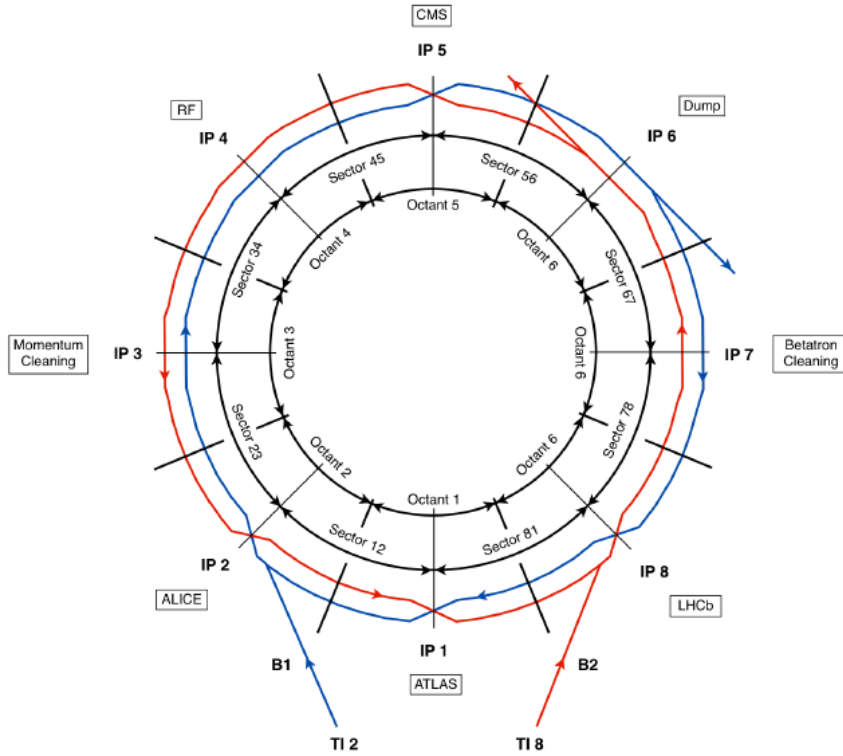 CMS
IP 5
RF
IP 4
Dump
IP 6
Sector 45
Sector 56
Octant 5
Octant 4
Octant 6
Sector 34
Sector 67
Momentum
Cleaning
IP 3
Octant 3
Octant 6
IP 7
Betatron
Cleaning
Sector 23
Sector 78
Octant 2
Octant 6
Octant 1
Sector 12
Sector 81
IP 2
IP 8
ALICE
LHCb
IP 1
B1
ATLAS
B2
TI 2
TI 8